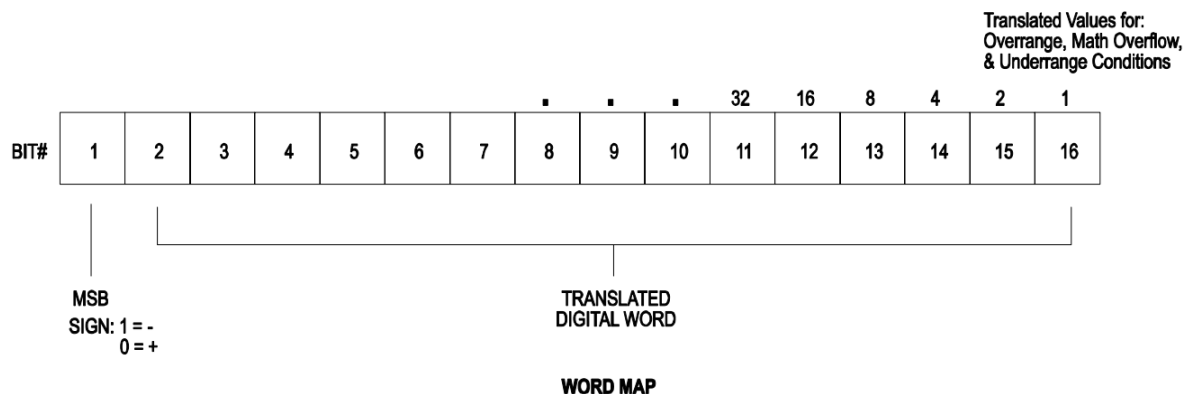 Translated Values for:
Overrange, Math Overflow,
& Underrange Conditions
. . . 32 16 8 4 2 1
BIT# 1 2 3 4 5 6 7 8 9 10 11 12 13 14 15 16
MSB
SIGN: 1 = -
0 = +
TRANSLATED
DIGITAL WORD
WORD MAP